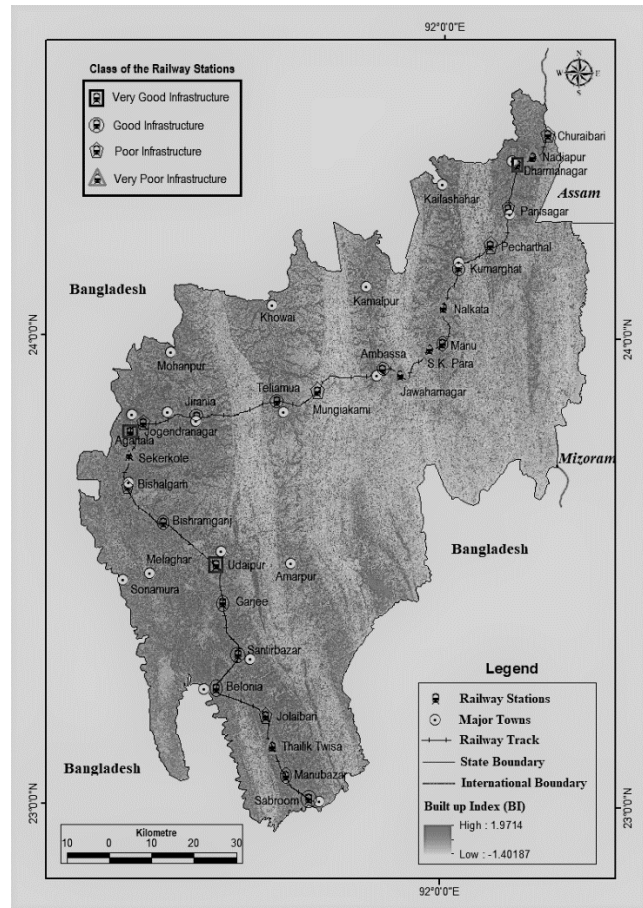 92°0'0"E
Class of the Railway Stations
Very Good Infrastructure
Good Infrastructure
Poor Infrastructure
Very Poor Infrastructure
N
W E
S
Churaibari
Nadiapur
Dharmanagar
Assam
Kailashahar
Panisagar
Pecharthal
Kumarghat
Bangladesh
Kamalpur
Khowai
Nalkata
24°0'0"N
24°0'0"N
Manu
Ambassa
S.K. Para
Mohanpur
Jawaharnagar
Teliamua
Mungiakami
Jirania
Jogendranagar
Agartala
Sekerkole
Mizoram
Bishalgarh
Bishramganj
Bangladesh
Melaghar
Udaipur
Amarpur
Sonamura
Garjee
Santirbazar
Legend
Belonia
Railway Stations
Jolaibari
Major Towns
Railway Track
Thailik Twisa
State Boundary
Bangladesh
Manubazar
International Boundary
Sabroom
Built up Index (BI)
23°0'0"N
23°0'0"N
High : 1.9714
Kilometre
Low : -1.40187
10 0 10 20 30
92°0'0"E